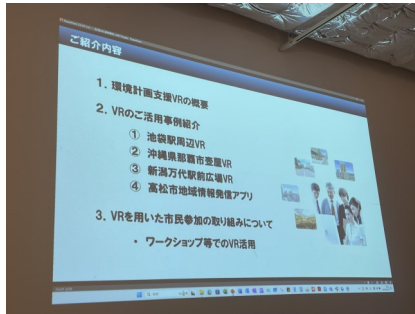 ご紹介内容
1. 環境計画支援VRの概要
2. VRのご活用事例紹介
① 池袋駅周辺VR
② 沖縄県那覇市壺屋VR
③ 新潟万代駅前広場VR
④ 高松市地域情報発信アプリ
3. VRを用いた市民参加の取り組みについて
・ ワークショップ等でのVR活用